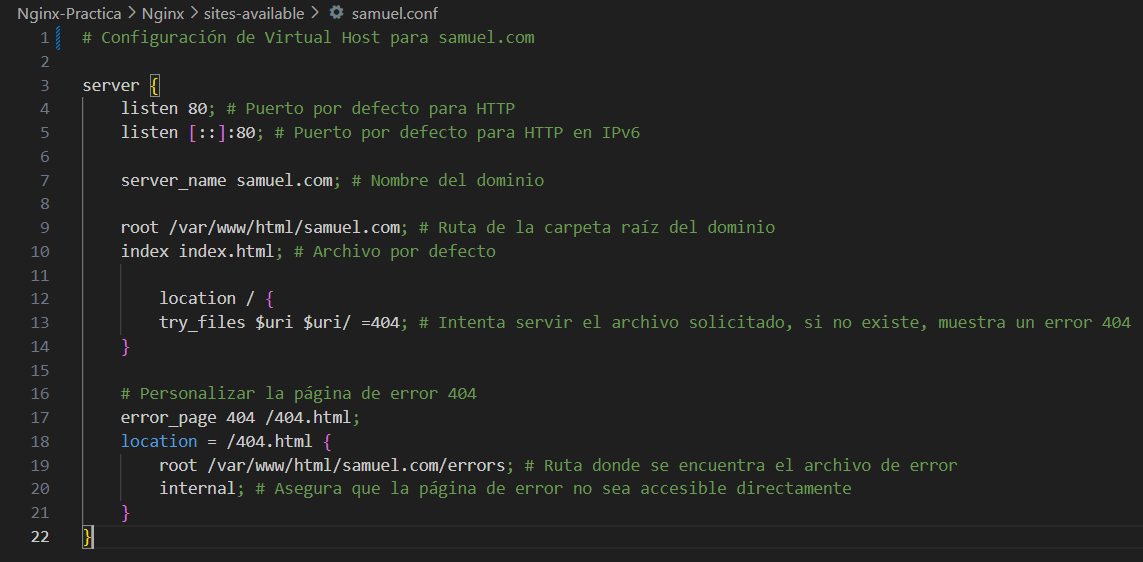 Nginx-Practica > Nginx > sites-available > samuel.conf
1 # Configuración de Virtual Host para samuel.com
2
3 server {
4 listen 80; # Puerto por defecto para HTTP
5 listen [::]:80; # Puerto por defecto para HTTP en IPv6
6
7 server_name samuel.com; # Nombre del dominio
8
9 root /var/www/html/samuel.com; # Ruta de la carpeta raíz del dominio
10 index index.html; # Archivo por defecto
11
12 location / {
13 try_files $uri $uri/ =404; # Intenta servir el archivo solicitado, si no existe, muestra un error 404
14 }
15
16 # Personalizar la página de error 404
17 error_page 404 /404.html;
18 location = /404.html {
19 root /var/www/html/samuel.com/errors; # Ruta donde se encuentra el archivo de error
20 internal; # Asegura que la página de error no sea accesible directamente
21 }
22 }